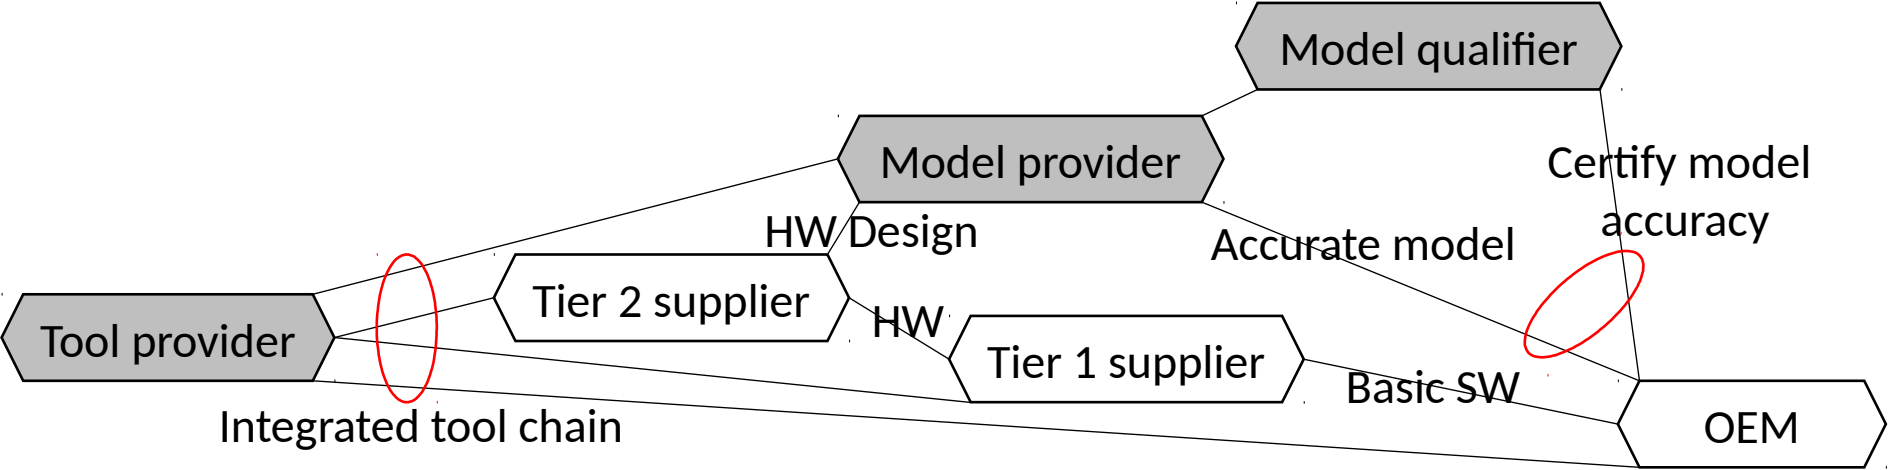 Model qualifier
Model provider
Certify model
accuracy
HW Design
Accurate model
Tier 2 supplier
HW
Tool provider
Tier 1 supplier
Basic SW
Integrated tool chain
OEM